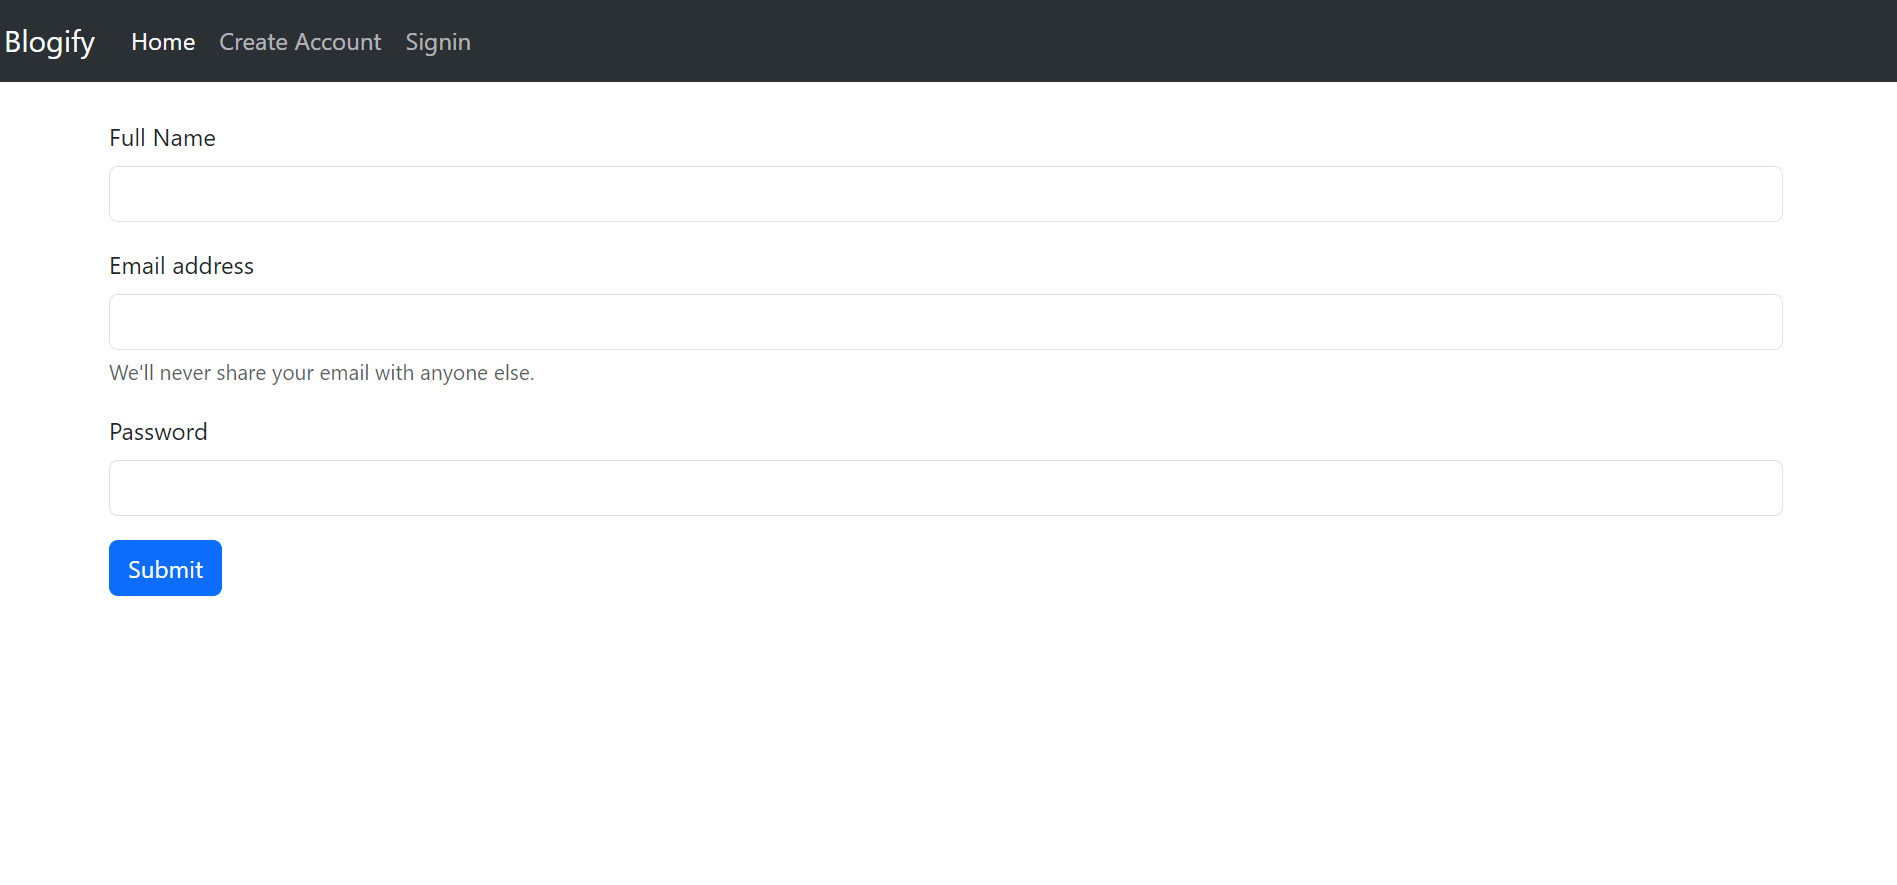 Blogify Home Create Account Signin
Full Name
Email address
We'll never share your email with anyone else.
Password
Submit